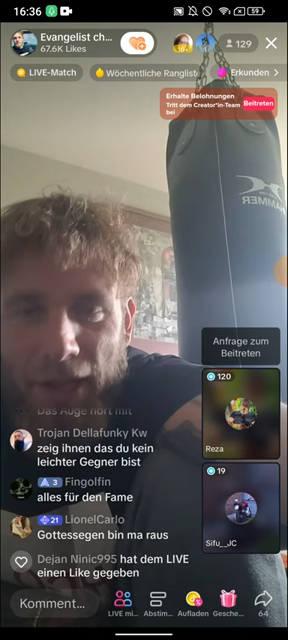 16:36
59
Evangelist ch...
67.6K Likes
129
LIVE-Match
Wöchentliche Ranglist
Erkunden
Erhalte Belohnungen
Tritt dem Creator*in-Team
bei
Beitreten
HAMMER
Anfrage zum
Beitreten
120
Reza
19
Sifu__JC
Das Auge hört mit
Trojan Dellafunky Kw
zeig ihnen das du kein
leichter Gegner bist
3 Fingolfin
alles für den Fame
21 LionelCarlo
Gottessegen bin ma raus
Dejan Ninic995 hat dem LIVE
einen Like gegeben
Komment...
LIVE mi...
Abstim...
Aufladen
Gesche...
64